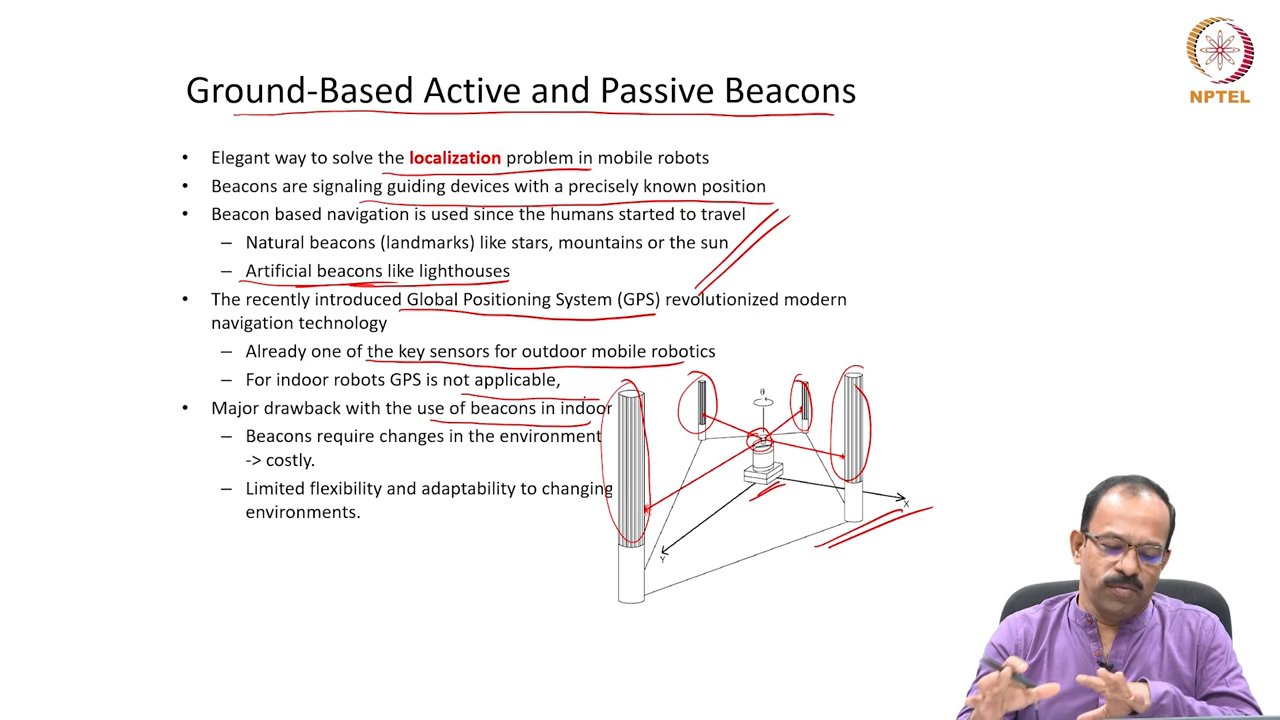 Ground-Based Active and Passive Beacons
NPTEL
• Elegant way to solve the localization problem in mobile robots
• Beacons are signaling guiding devices with a precisely known position
• Beacon based navigation is used since the humans started to travel
– Natural beacons (landmarks) like stars, mountains or the sun
– Artificial beacons like lighthouses
• The recently introduced Global Positioning System (GPS) revolutionized modern
navigation technology
– Already one of the key sensors for outdoor mobile robotics
– For indoor robots GPS is not applicable,
• Major drawback with the use of beacons in indoor
– Beacons require changes in the environment
-> costly.
– Limited flexibility and adaptability to changing
environments.
θ
X
Y